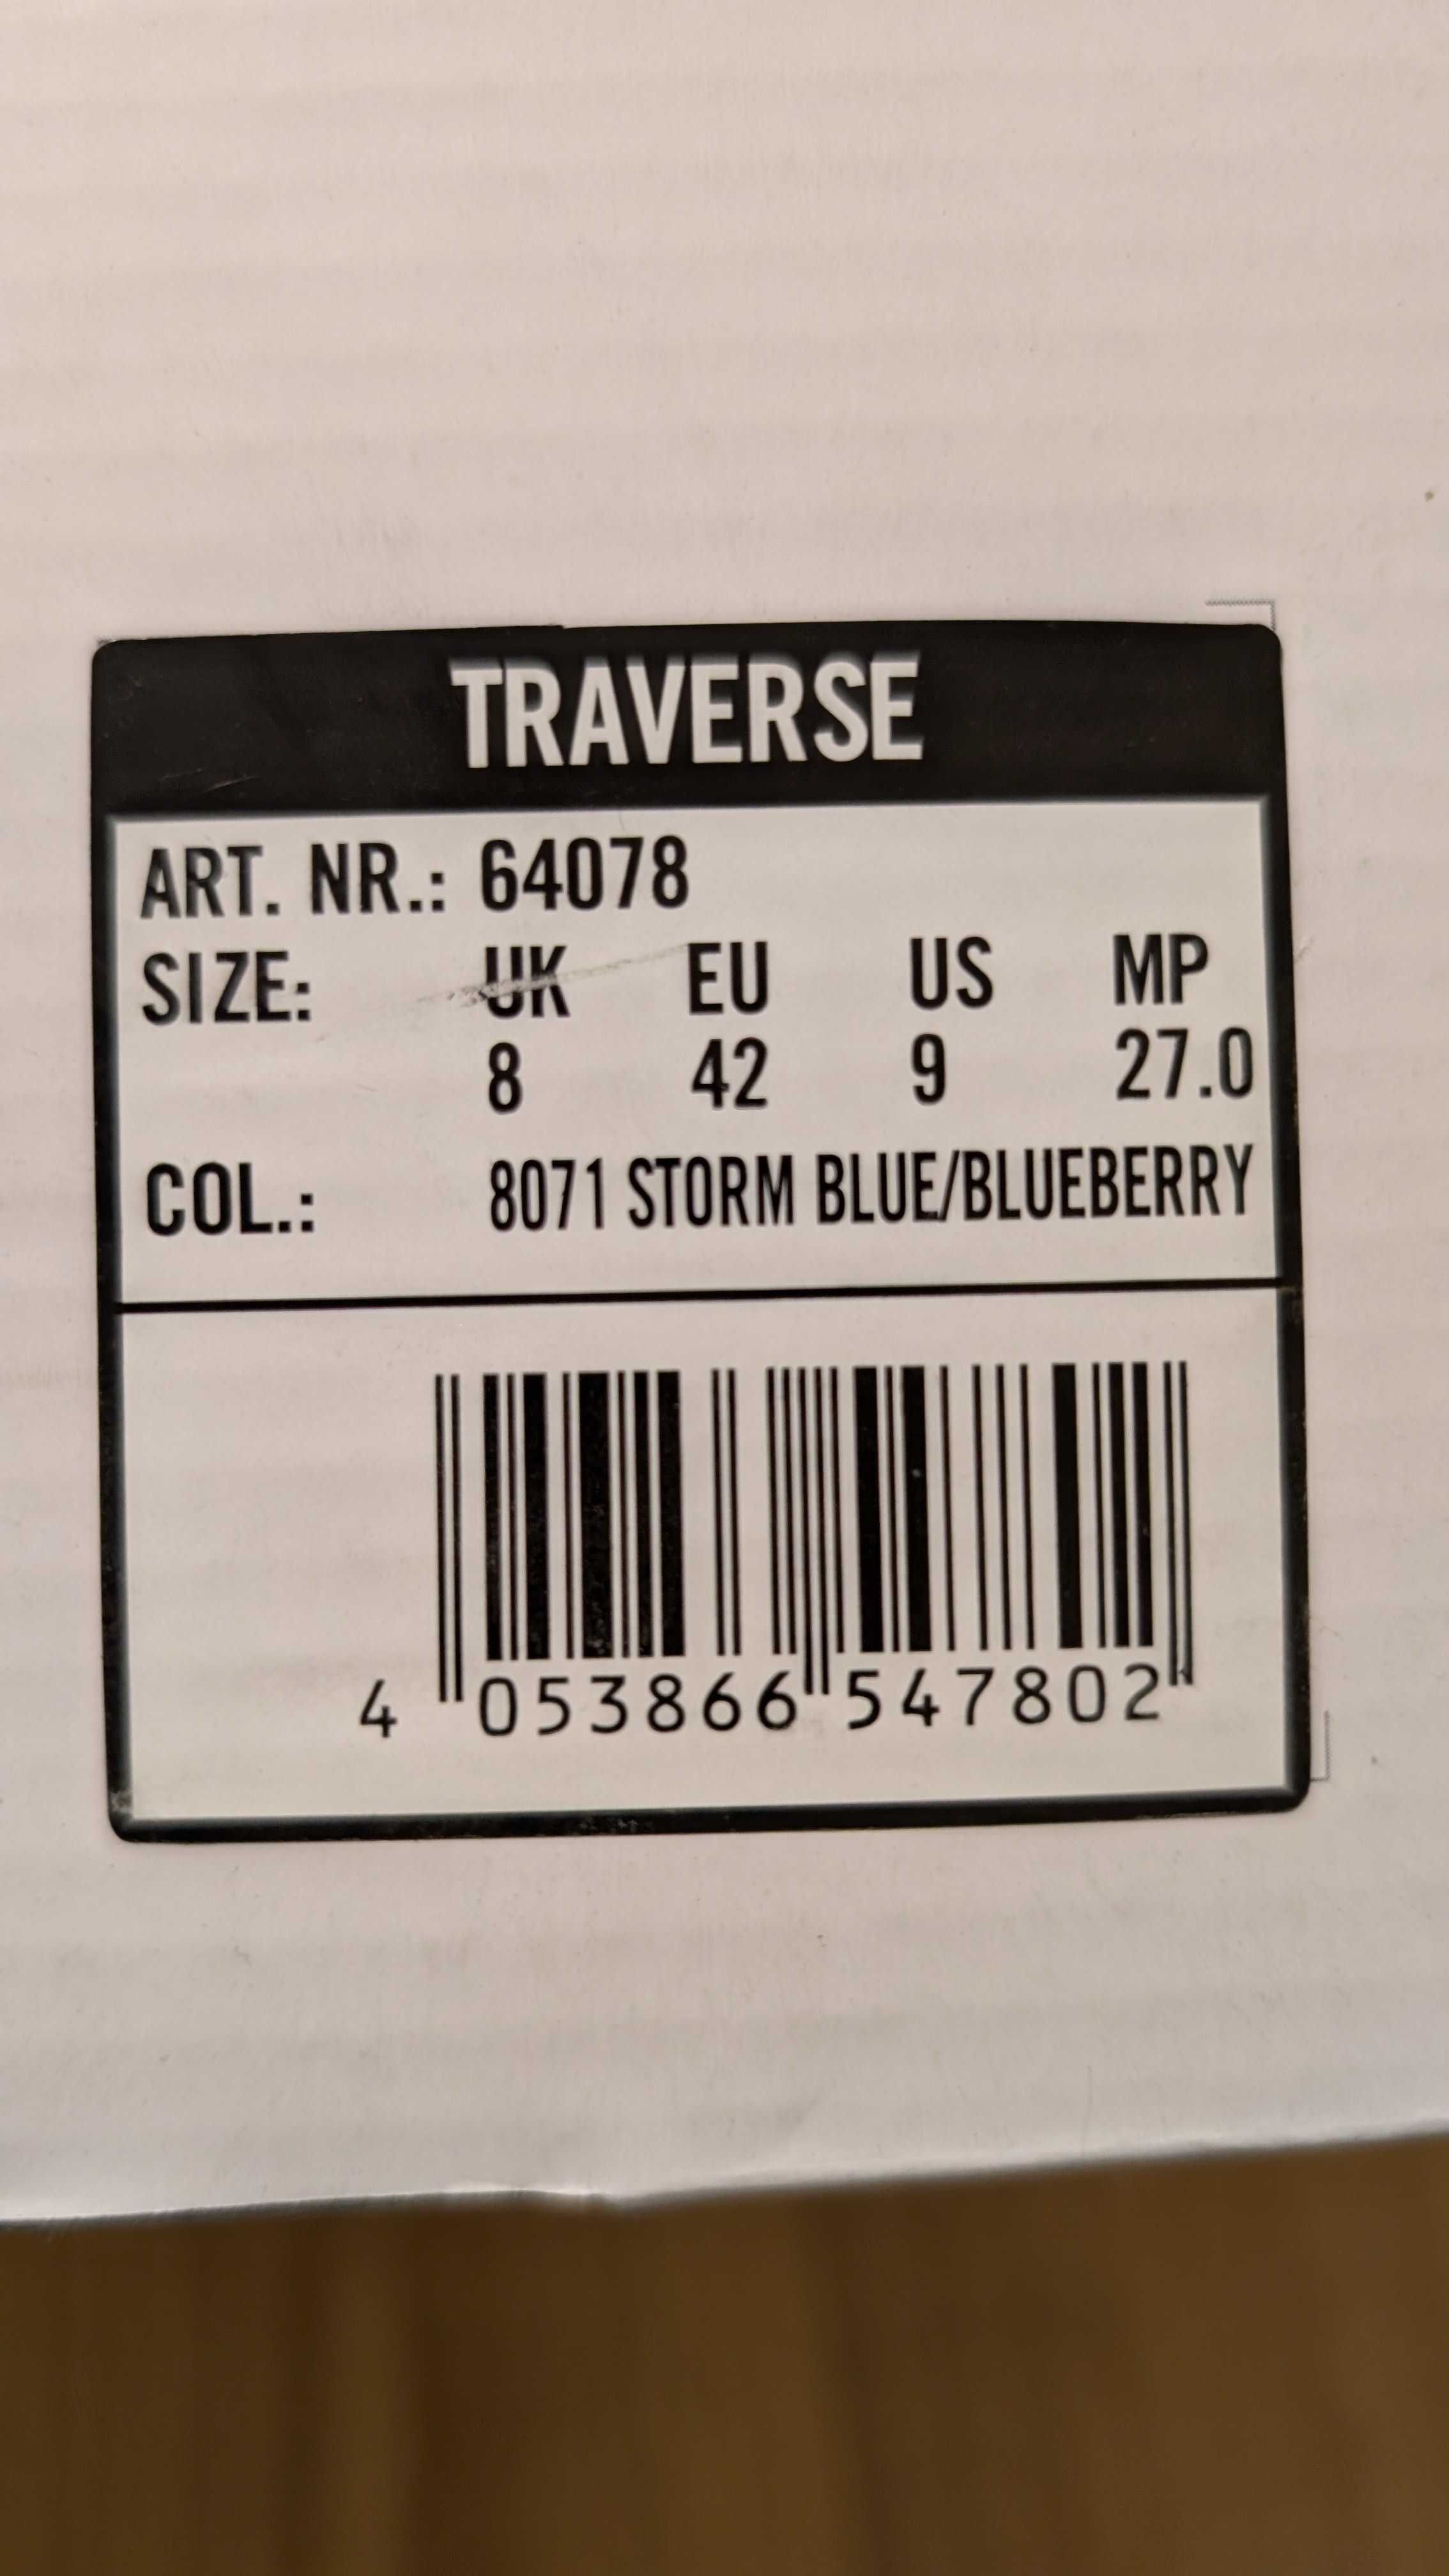 TRAVERSE
ART. NR.: 64078
SIZE: UK EU US MP
8 42 9 27.0
COL.: 8071 STORM BLUE/BLUEBERRY
4 053866 547802